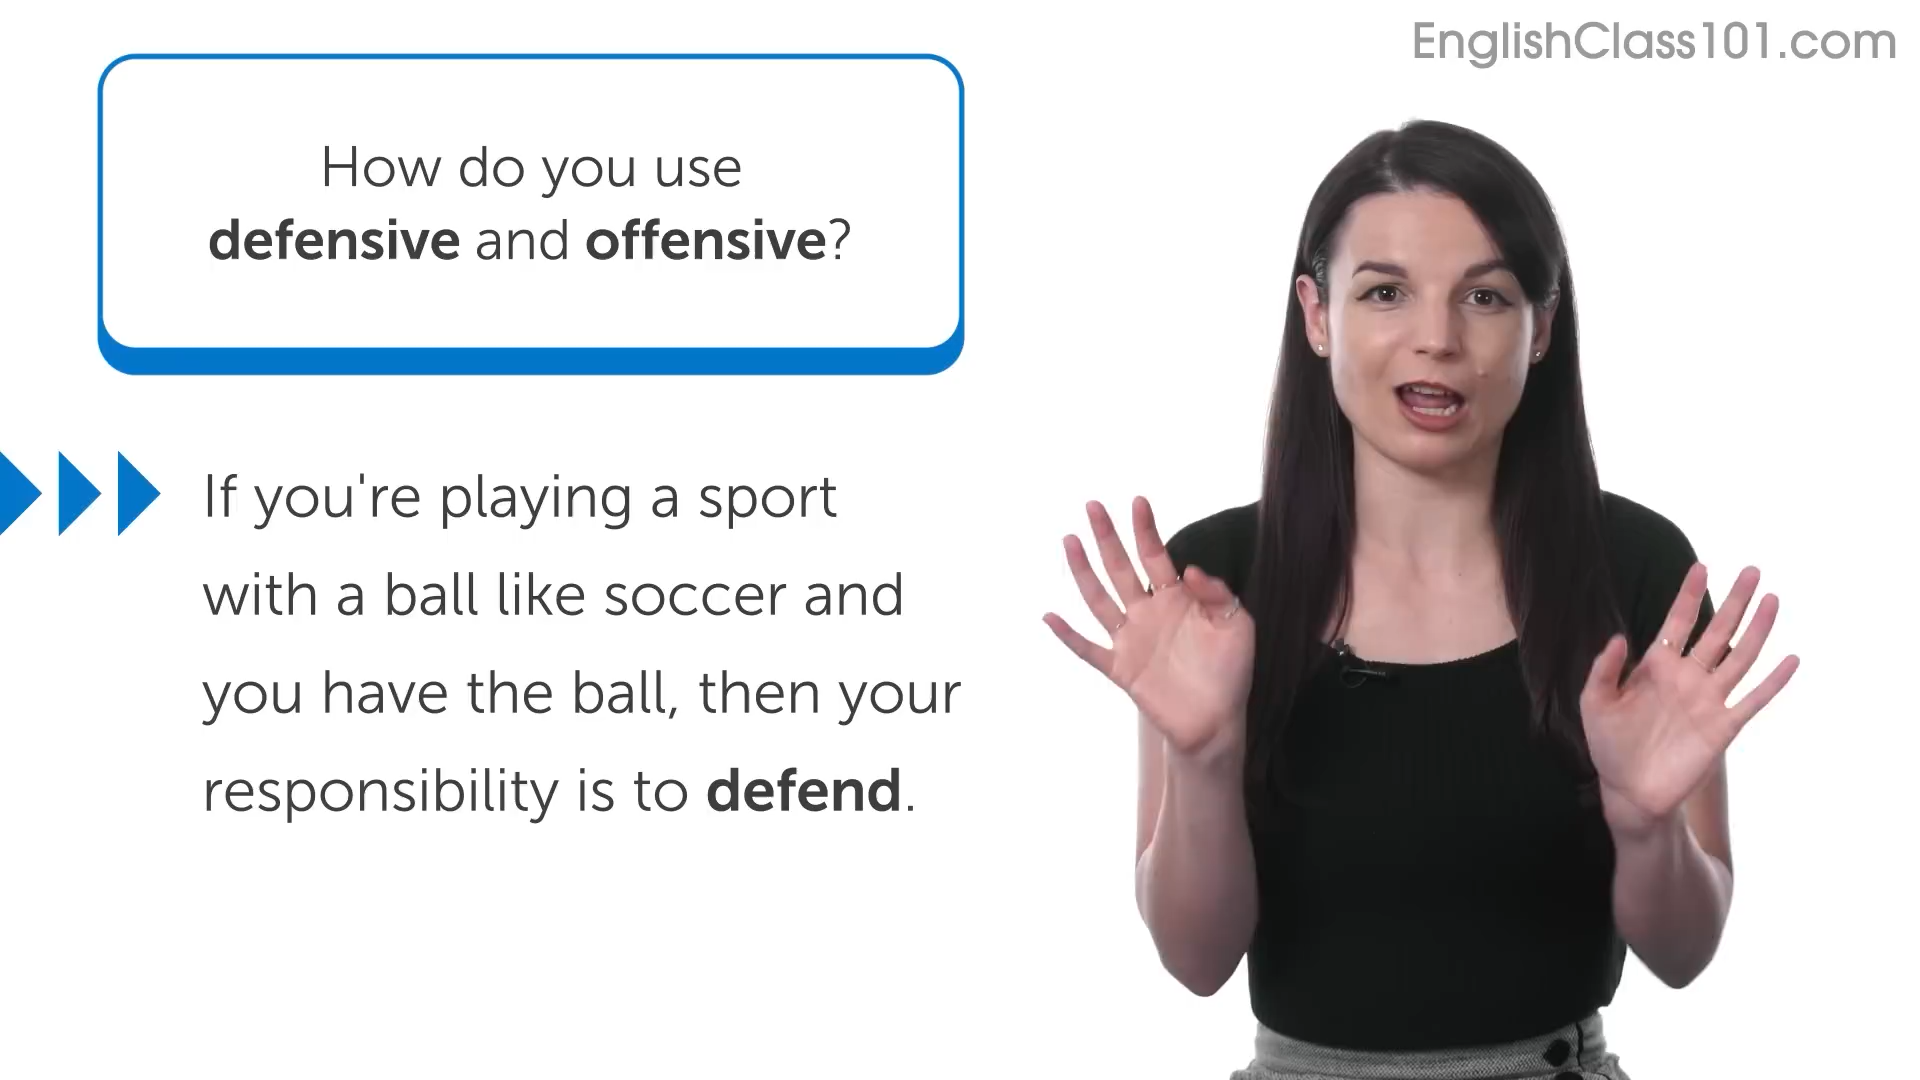 EnglishClass101.com
How do you use
defensive and offensive?
If you're playing a sport
with a ball like soccer and
you have the ball, then your
responsibility is to defend.